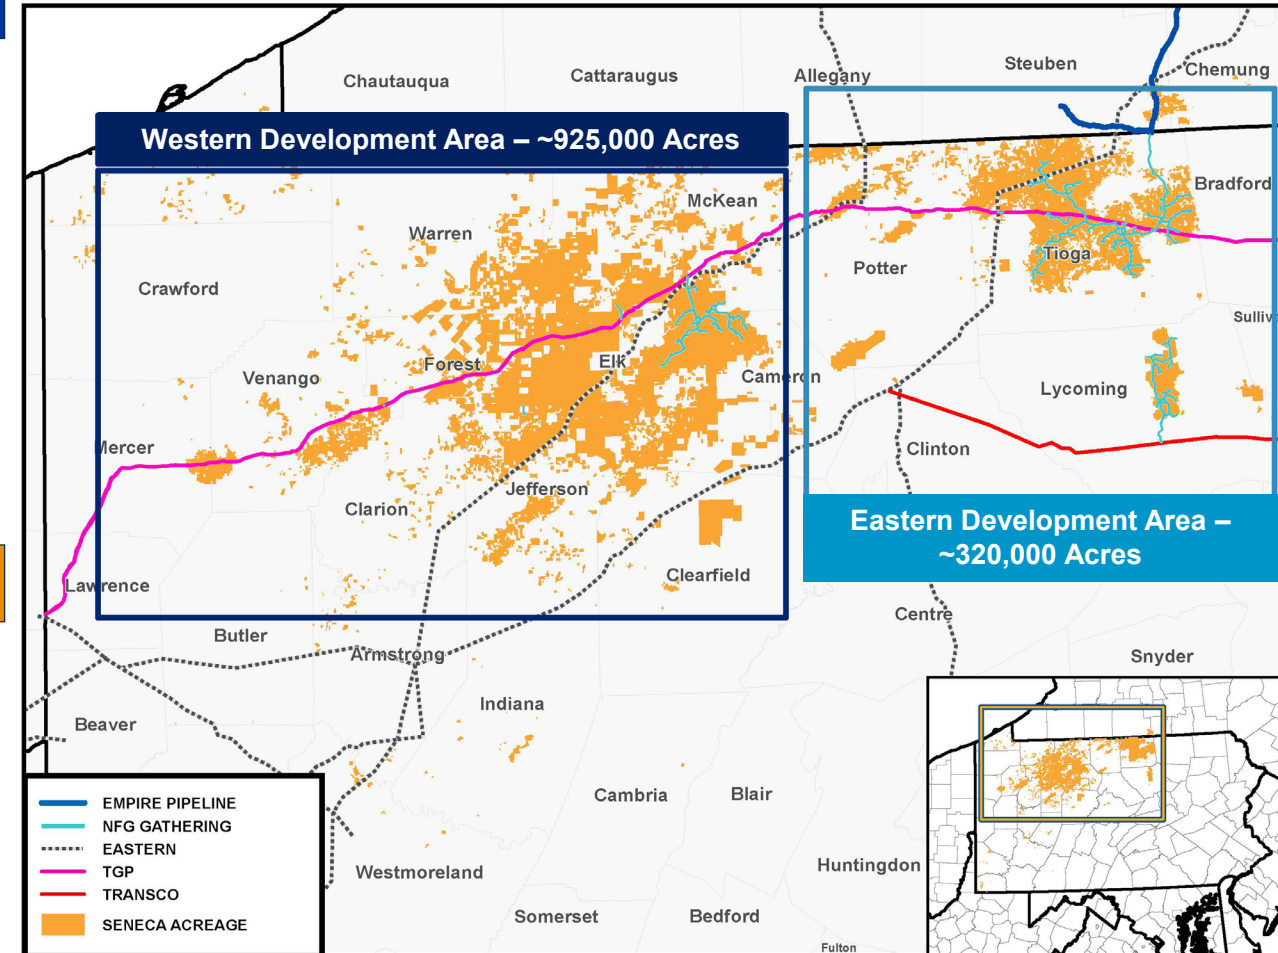 Chautauqua
Cattaraugus
Allegany
Steuben
Chemung
Western Development Area – ~925,000 Acres
McKean
Bradford
Warren
Tioga
Potter
Crawford
Forest
Elk
Cameron
Venango
Lycoming
Mercer
Clinton
Jefferson
Clarion
Eastern Development Area –
~320,000 Acres
Clearfield
Lawrence
Centre
Butler
Armstrong
Snyder
Indiana
Beaver
Cambria
Blair
Huntingdon
Westmoreland
Somerset
Bedford
Fulton
EMPIRE PIPELINE
NFG GATHERING
EASTERN
TGP
TRANSCO
SENECA ACREAGE